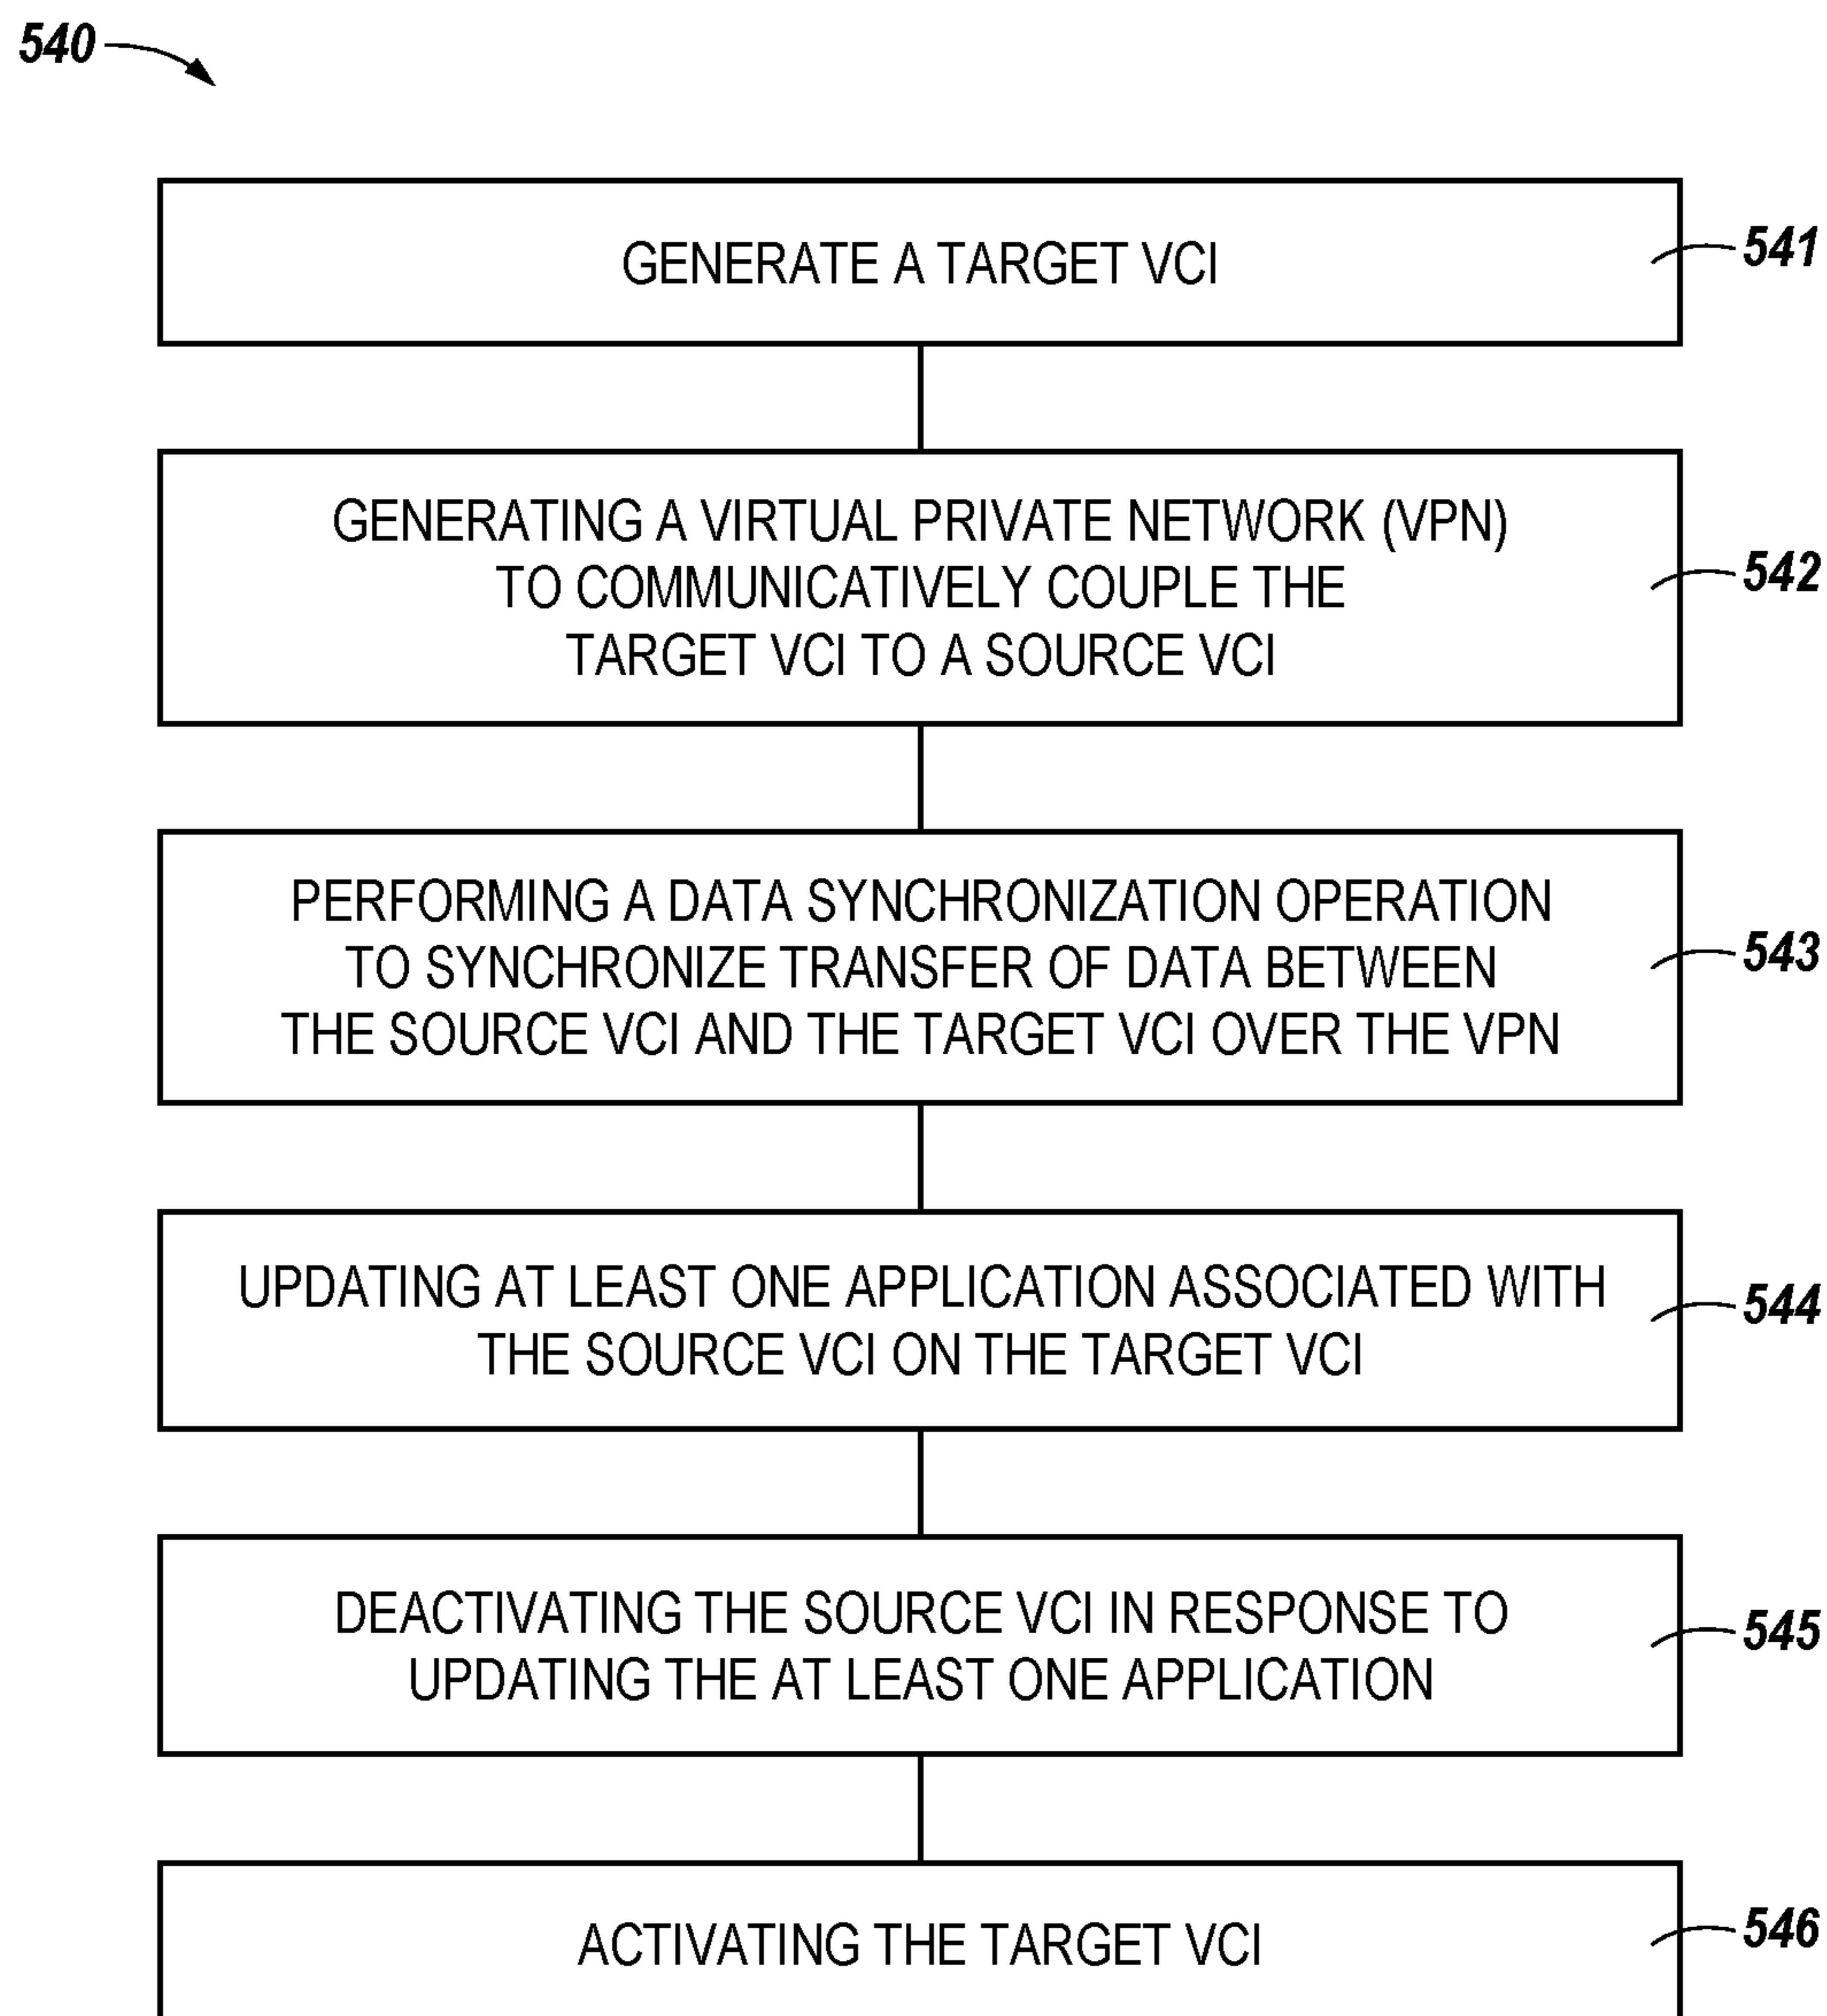 540
GENERATE A TARGET VCI
541
GENERATING A VIRTUAL PRIVATE NETWORK (VPN)
TO COMMUNICATIVELY COUPLE THE
TARGET VCI TO A SOURCE VCI
542
PERFORMING A DATA SYNCHRONIZATION OPERATION
TO SYNCHRONIZE TRANSFER OF DATA BETWEEN
THE SOURCE VCI AND THE TARGET VCI OVER THE VPN
543
UPDATING AT LEAST ONE APPLICATION ASSOCIATED WITH
THE SOURCE VCI ON THE TARGET VCI
544
DEACTIVATING THE SOURCE VCI IN RESPONSE TO
UPDATING THE AT LEAST ONE APPLICATION
545
ACTIVATING THE TARGET VCI
546